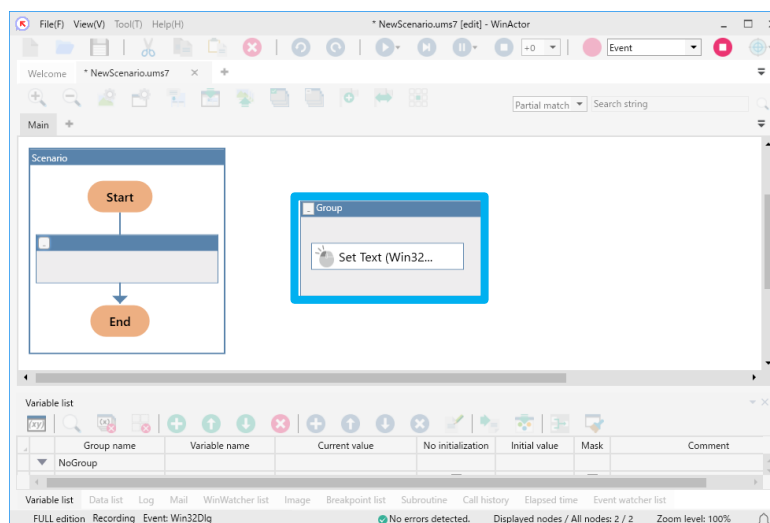 File(F) View(V) Tool(T) Help(H) * NewScenario.ums7 [edit] - WinActor
+0 Event
Welcome * NewScenario.ums7
Partial match Search string
Main
Scenario
Start
End
Group
Set Text (Win32...
Variable list
Group name Variable name Current value No initialization Initial value Mask Comment
NoGroup
Variable list Data list Log Mail WinWatcher list Image Breakpoint list Subroutine Call history Elapsed time Event watcher list
FULL edition Recording Event: Win32Dlg No errors detected. Displayed nodes / All nodes: 2 / 2 Zoom level: 100%